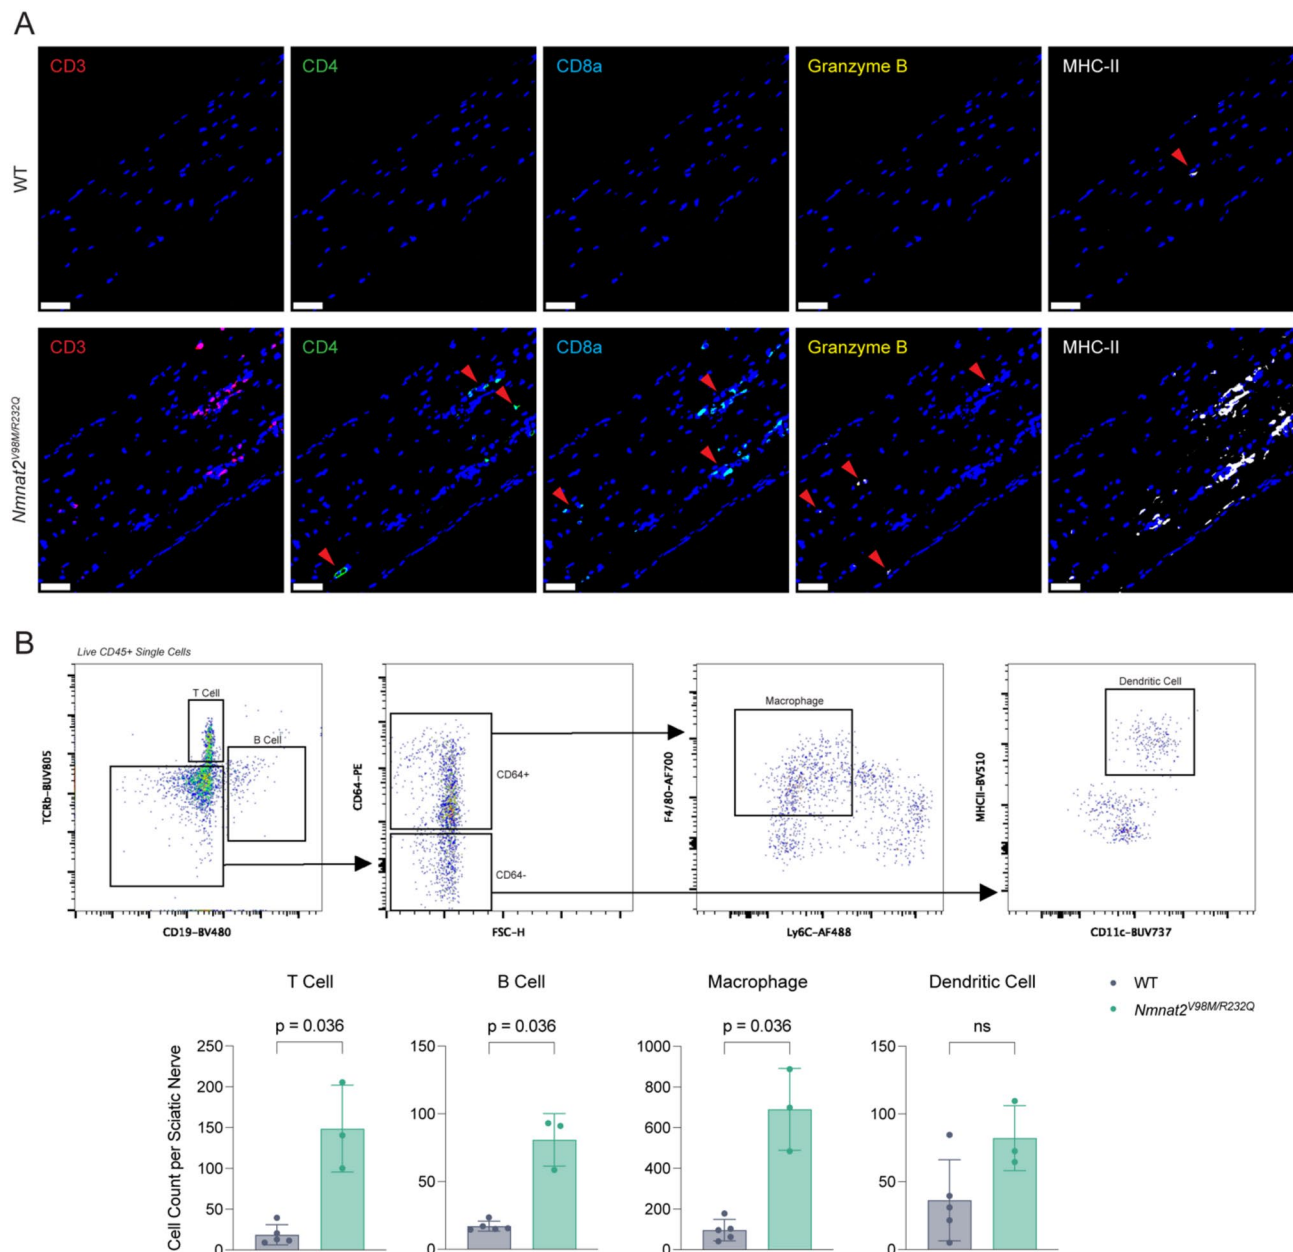 A
WT
CD3
CD4
CD8a
Granzyme B
MHC-II
Nmnat2V98M/R232Q
CD3
CD4
CD8a
Granzyme B
MHC-II
B
Live CD45+ Single Cells
T Cell
B Cell
TCRb-BUV805
CD19-BV480
CD64+
CD64-
CD64-PE
FSC-H
Macrophage
F4/80-AF700
Ly6C-AF488
Dendritic Cell
MHCII-BV510
CD11c-BUV737
T Cell
B Cell
Macrophage
Dendritic Cell
WT
Nmnat2V98M/R232Q
p = 0.036
p = 0.036
p = 0.036
ns
Cell Count per Sciatic Nerve
250
200
150
100
50
0
150
100
50
0
1000
800
600
400
200
0
150
100
50
0